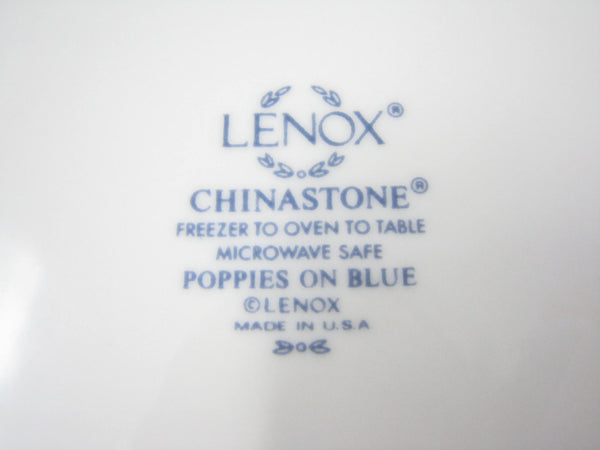 LENOX®
CHINASTONE®
FREEZER TO OVEN TO TABLE
MICROWAVE SAFE
POPPIES ON BLUE
©LENOX
MADE IN U.S.A